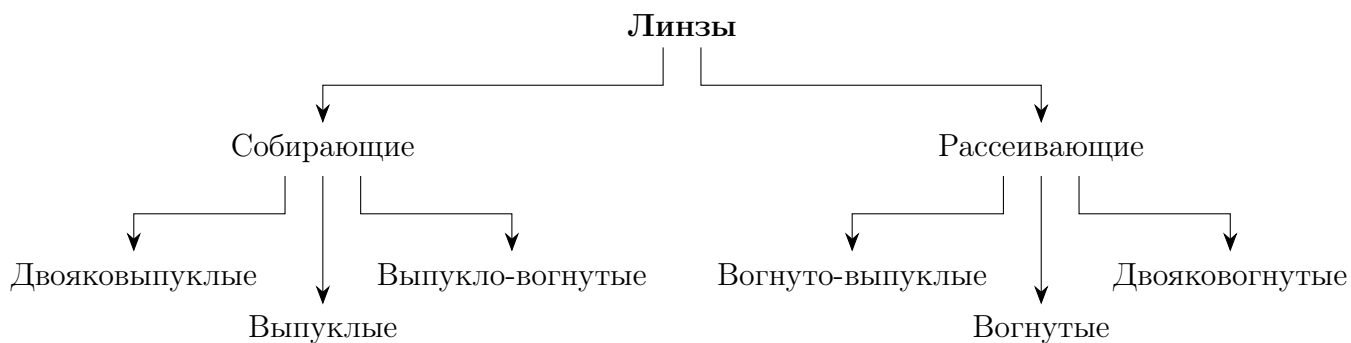 Линзы
Собирающие Рассеивающие
Двояковыпуклые Выпукло-вогнутые Вогнуто-выпуклые Двояковогнутые
Выпуклые Вогнутые